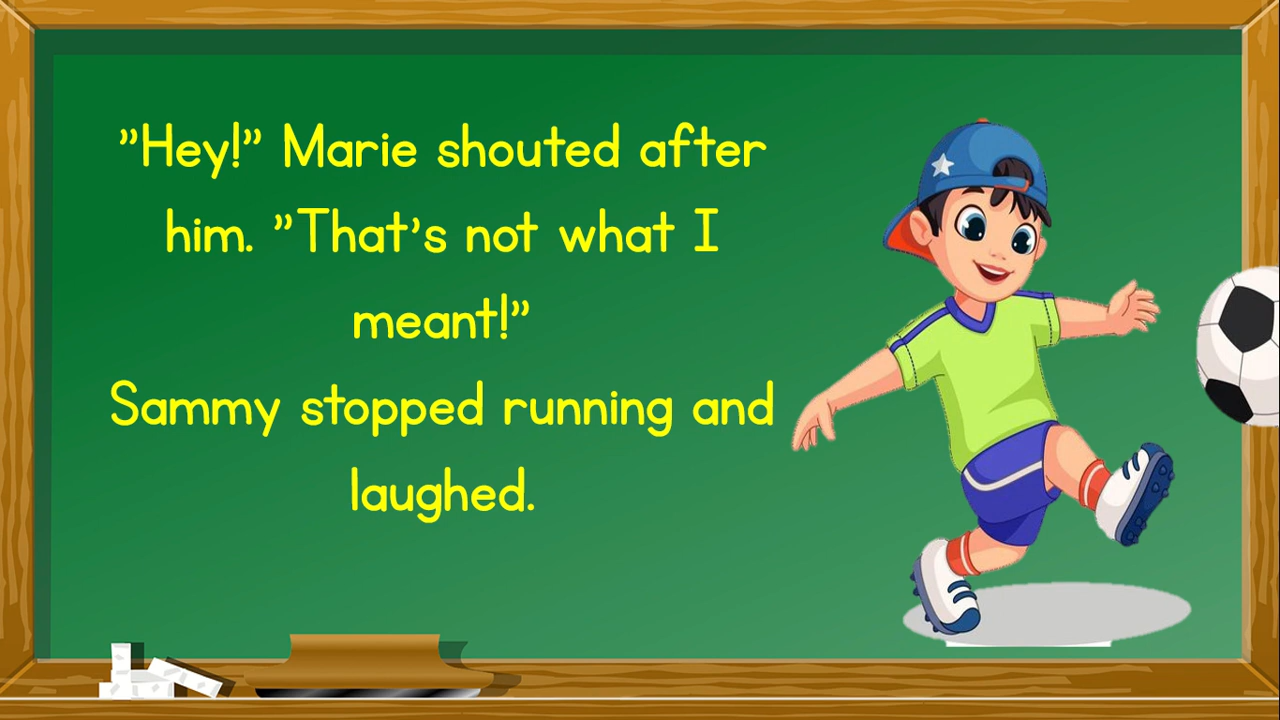 ”Hey!” Marie shouted after
him. ”That’s not what I
meant!”
Sammy stopped running and
laughed.